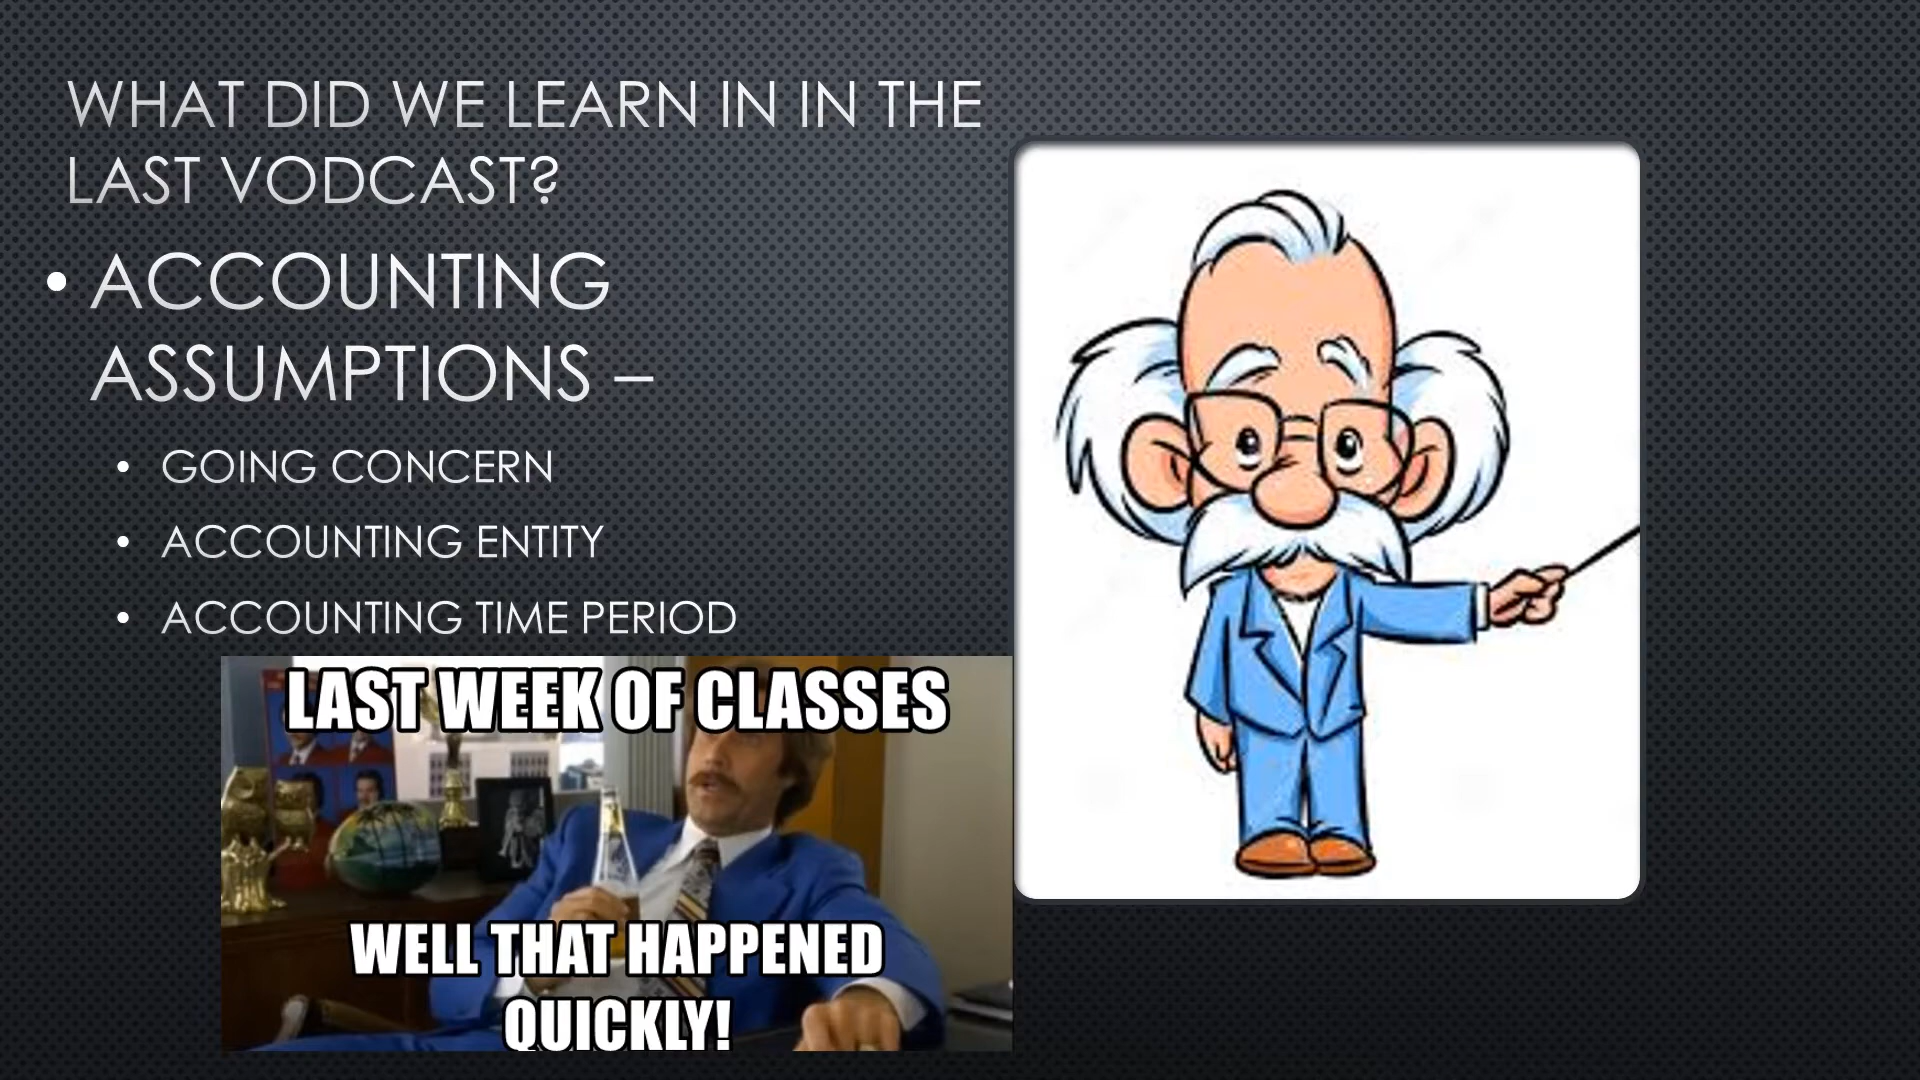 WHAT DID WE LEARN IN IN THE
LAST VODCAST?
• ACCOUNTING
ASSUMPTIONS –
• GOING CONCERN
• ACCOUNTING ENTITY
• ACCOUNTING TIME PERIOD
LAST WEEK OF CLASSES
WELL THAT HAPPENED
QUICKLY!